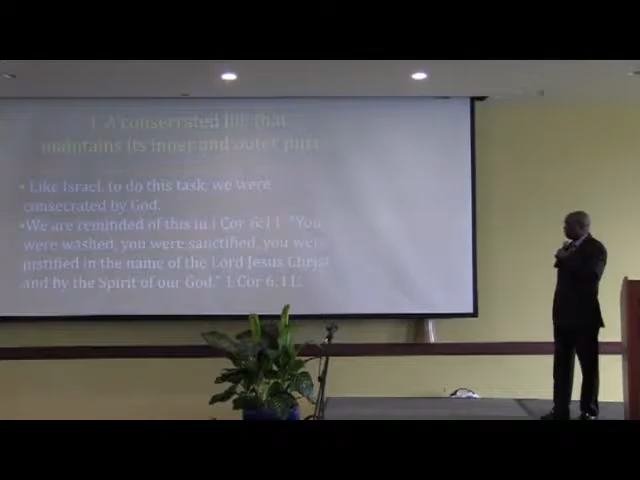 1. A consecrated life that
maintains its inner and outer purity
• Like Israel, to do this task, we were
consecrated by God.
•We are reminded of this in 1 Cor 6:11 "You
were washed, you were sanctified, you were
justified in the name of the Lord Jesus Christ
and by the Spirit of our God." 1 Cor 6:11.